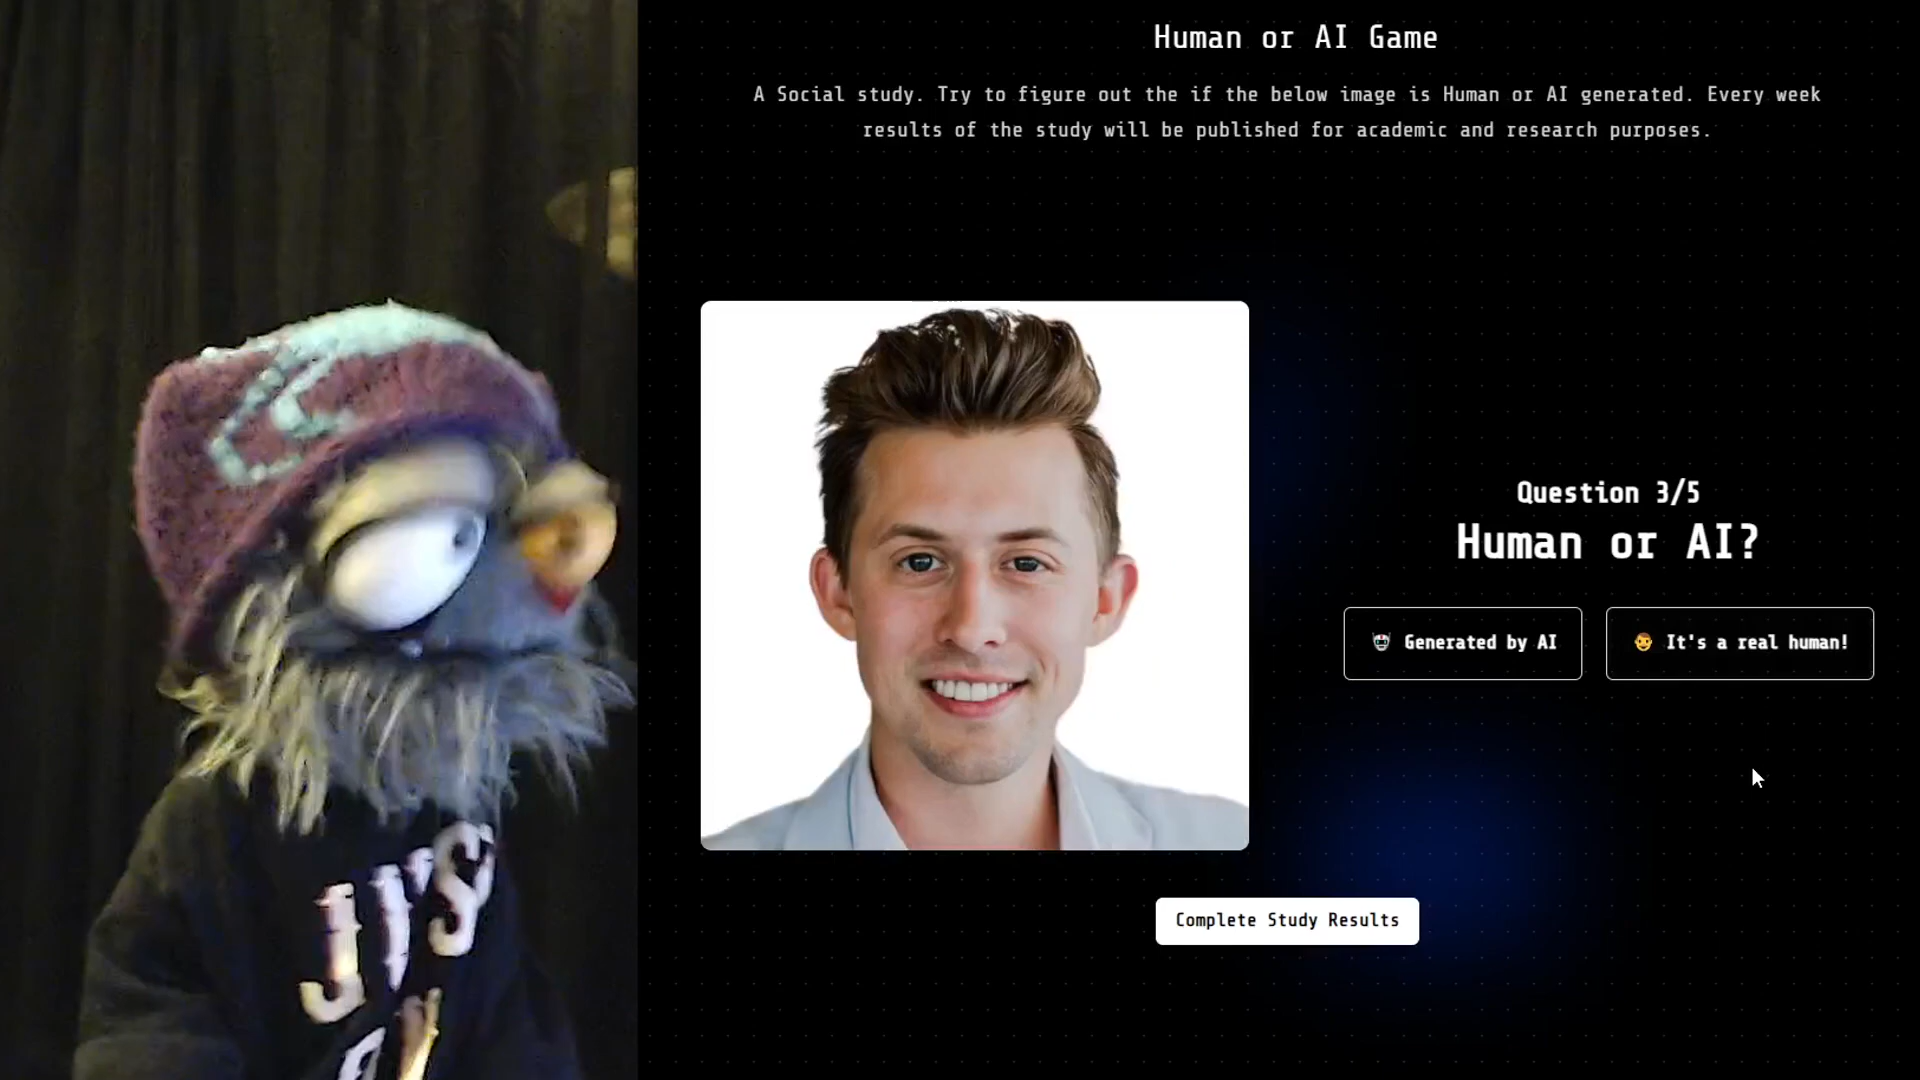 Human or AI Game
A Social study. Try to figure out the if the below image is Human or AI generated. Every week
results of the study will be published for academic and research purposes.
Question 3/5
Human or AI?
Generated by AI
It's a real human!
Complete Study Results